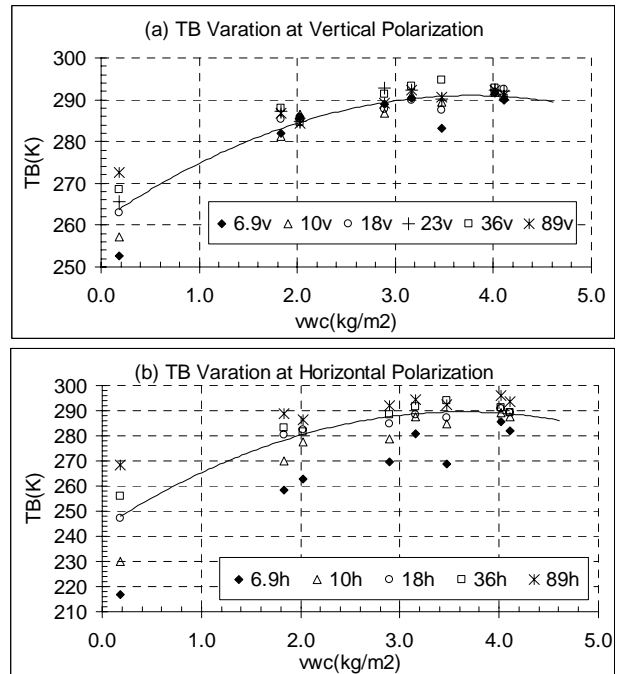 (a) TB Varation at Vertical Polarization
300
290
280
270
260
250
TB(K)
6.9v 10v 18v 23v 36v 89v
0.0 1.0 2.0 3.0 4.0 5.0
vwc(kg/m2)
(b) TB Varation at Horizontal Polarization
300
290
280
270
260
250
240
230
220
210
TB(K)
6.9h 10h 18h 36h 89h
0.0 1.0 2.0 3.0 4.0 5.0
vwc(kg/m2)